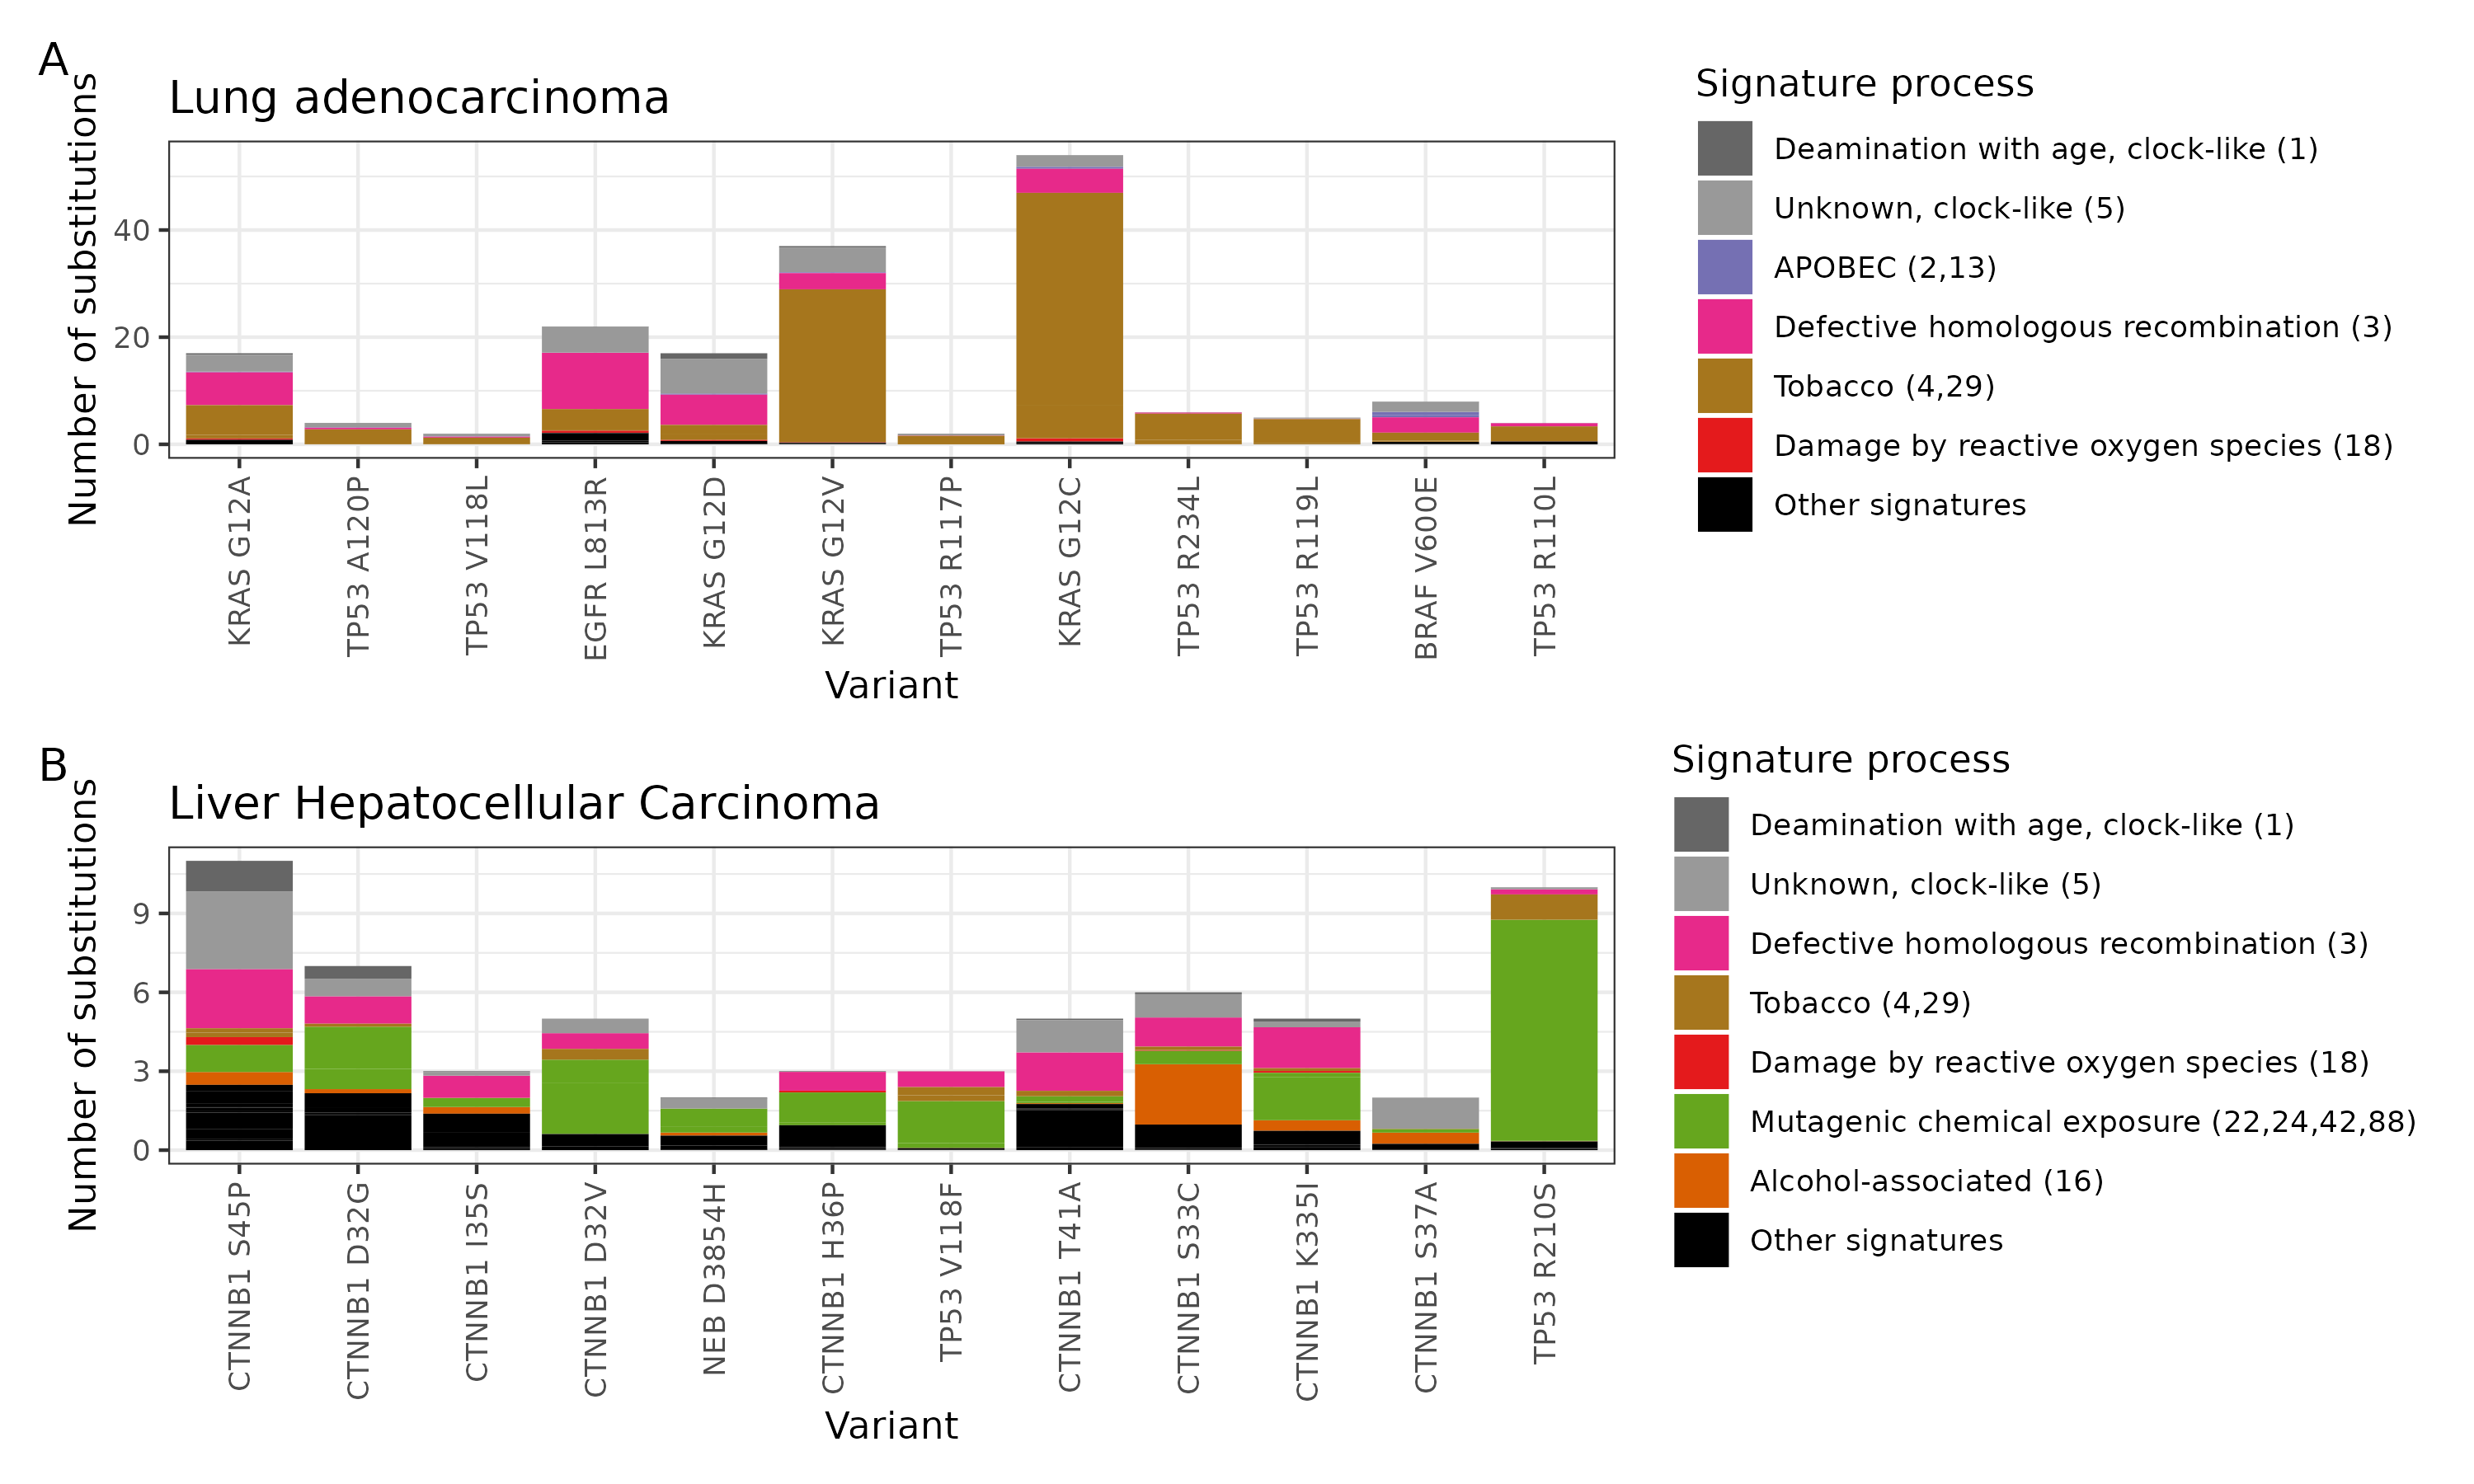 A
Lung adenocarcinoma
Number of substitutions
40
20
0
KRAS G12A
TP53 A120P
TP53 V118L
EGFR L813R
KRAS G12D
KRAS G12V
TP53 R117P
KRAS G12C
TP53 R234L
TP53 R119L
BRAF V600E
TP53 R110L
Variant
Signature process
Deamination with age, clock-like (1)
Unknown, clock-like (5)
APOBEC (2,13)
Defective homologous recombination (3)
Tobacco (4,29)
Damage by reactive oxygen species (18)
Other signatures
B
Liver Hepatocellular Carcinoma
Number of substitutions
9
6
3
0
CTNNB1 S45P
CTNNB1 D32G
CTNNB1 I35S
CTNNB1 D32V
NEB D3854H
CTNNB1 H36P
TP53 V118F
CTNNB1 T41A
CTNNB1 S33C
CTNNB1 K335I
CTNNB1 S37A
TP53 R210S
Variant
Signature process
Deamination with age, clock-like (1)
Unknown, clock-like (5)
Defective homologous recombination (3)
Tobacco (4,29)
Damage by reactive oxygen species (18)
Mutagenic chemical exposure (22,24,42,88)
Alcohol-associated (16)
Other signatures